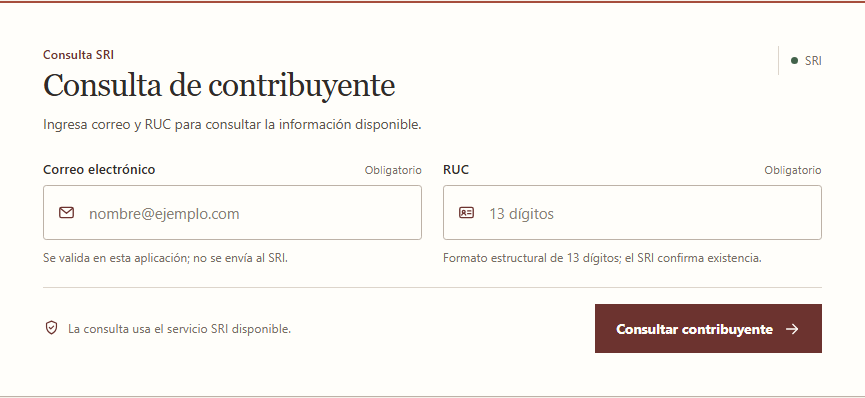 Consulta SRI
Consulta de contribuyente
SRI
Ingresa correo y RUC para consultar la información disponible.
Correo electrónico
Obligatorio
nombre@ejemplo.com
Se valida en esta aplicación; no se envía al SRI.
RUC
Obligatorio
13 dígitos
Formato estructural de 13 dígitos; el SRI confirma existencia.
La consulta usa el servicio SRI disponible.
Consultar contribuyente →